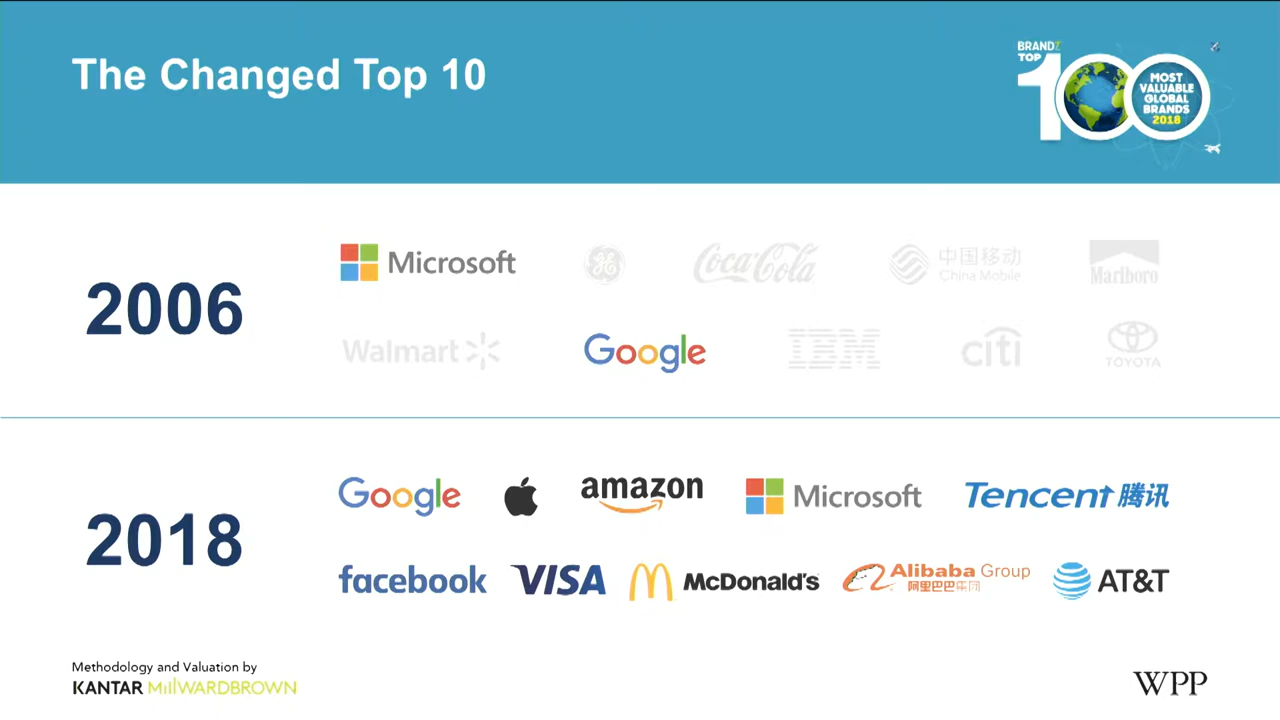 The Changed Top 10
BRANDZ
TOP
100
MOST
VALUABLE
GLOBAL
BRANDS
2018
2006
Microsoft
GE
Coca-Cola
中国移动
China Mobile
Marlboro
Walmart
Google
IBM
citi
TOYOTA
2018
Google
amazon
Microsoft
Tencent 腾讯
facebook
VISA
McDonald's
Alibaba Group
阿里巴巴集团
AT&T
Methodology and Valuation by
KANTAR MillWARDBROWN
WPP